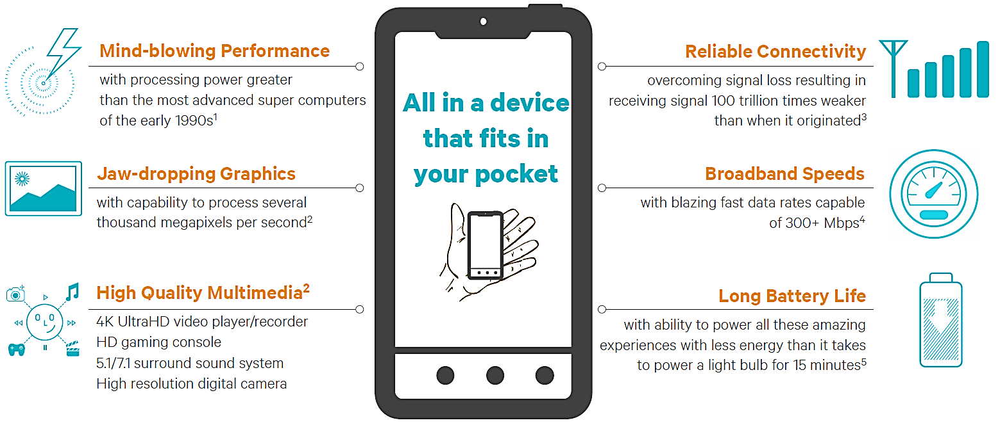 Mind-blowing Performance
with processing power greater
than the most advanced super computers
of the early 1990s¹
Jaw-dropping Graphics
with capability to process several
thousand megapixels per second²
High Quality Multimedia²
4K UltraHD video player/recorder
HD gaming console
5.1/7.1 surround sound system
High resolution digital camera
All in a device
that fits in
your pocket
Reliable Connectivity
overcoming signal loss resulting in
receiving signal 100 trillion times weaker
than when it originated³
Broadband Speeds
with blazing fast data rates capable
of 300+ Mbps⁴
Long Battery Life
with ability to power all these amazing
experiences with less energy than it takes
to power a light bulb for 15 minutes⁵